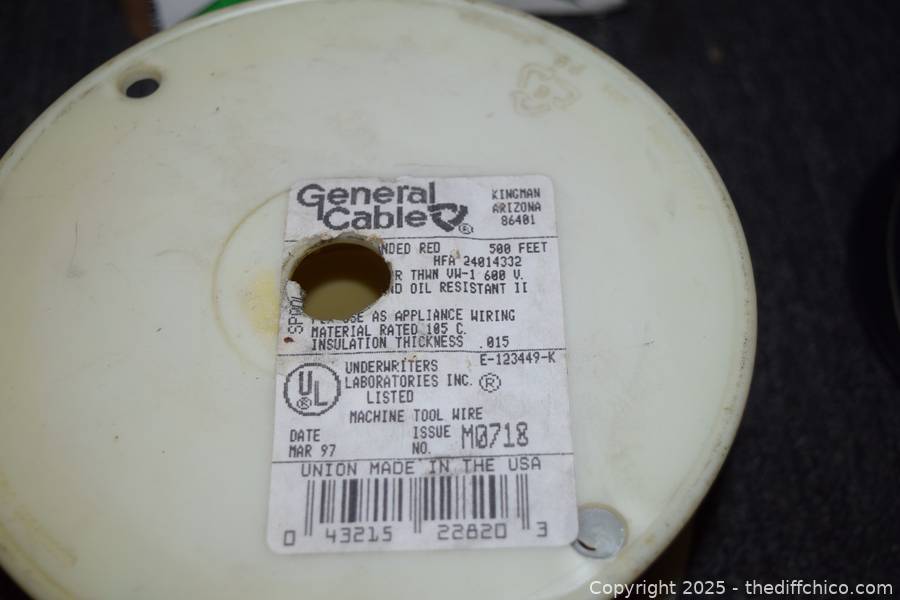 General
Cable
KINGMAN
ARIZONA
86401
NDED RED 500 FEET
HFA 24014332
R THWN VW-1 600 V.
ND OIL RESISTANT II
SPOOL
USE AS APPLIANCE WIRING
MATERIAL RATED 105 C.
INSULATION THICKNESS .015
E-123449-K
UL
UNDERWRITERS
LABORATORIES INC. ®
LISTED
MACHINE TOOL WIRE
DATE
MAR 97
ISSUE
NO. M0718
UNION MADE IN THE USA
0 43215 22820 3
Copyright 2025 - thediffchico.com